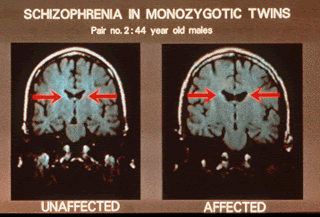 SCHIZOPHRENIA IN MONOZYGOTIC TWINS
Pair no.2: 44 year old males
UNAFFECTED
AFFECTED